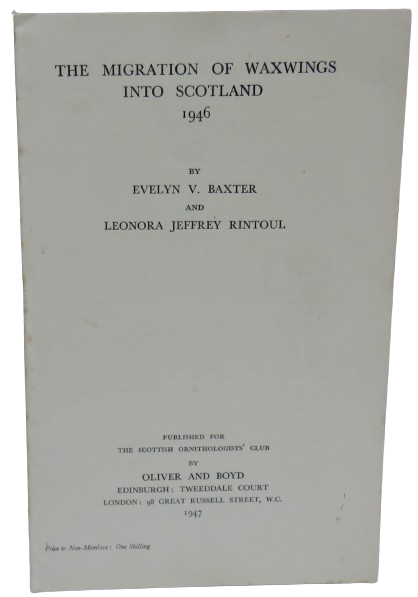 THE MIGRATION OF WAXWINGS
INTO SCOTLAND
1946
BY
EVELYN V. BAXTER
AND
LEONORA JEFFREY RINTOUL
PUBLISHED FOR
THE SCOTTISH ORNITHOLOGISTS' CLUB
BY
OLIVER AND BOYD
EDINBURGH: TWEEDDALE COURT
LONDON: 98 GREAT RUSSELL STREET, W.C.
1947
Price to Non-Members: One Shilling